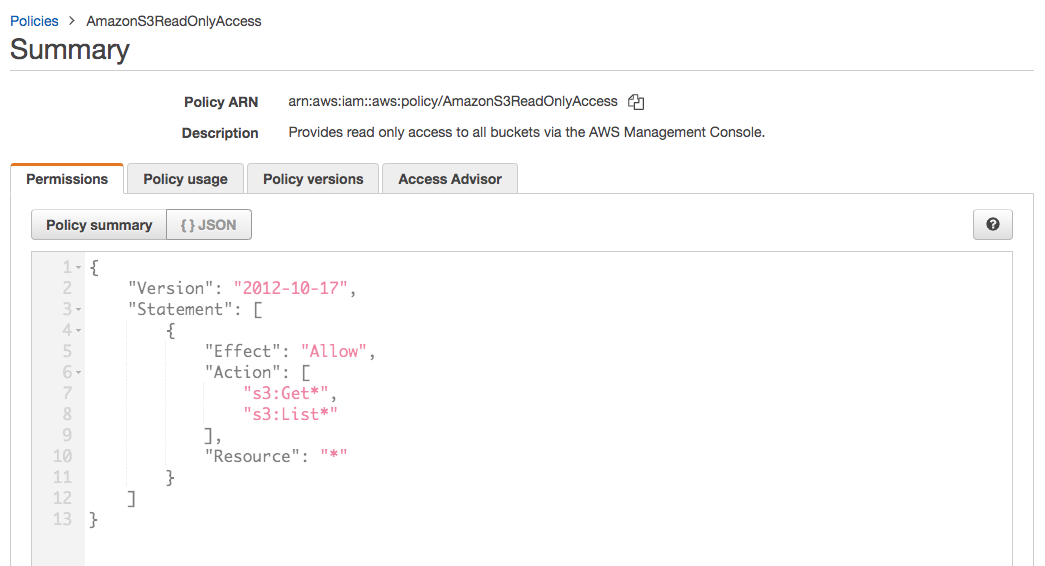 Policies > AmazonS3ReadOnlyAccess
Summary
Policy ARN arn:aws:iam::aws:policy/AmazonS3ReadOnlyAccess
Description Provides read only access to all buckets via the AWS Management Console.
Permissions Policy usage Policy versions Access Advisor
Policy summary { } JSON ?
1 {
2 "Version": "2012-10-17",
3 "Statement": [
4 {
5 "Effect": "Allow",
6 "Action": [
7 "s3:Get*",
8 "s3:List*"
9 ],
10 "Resource": "*"
11 }
12 ]
13 }